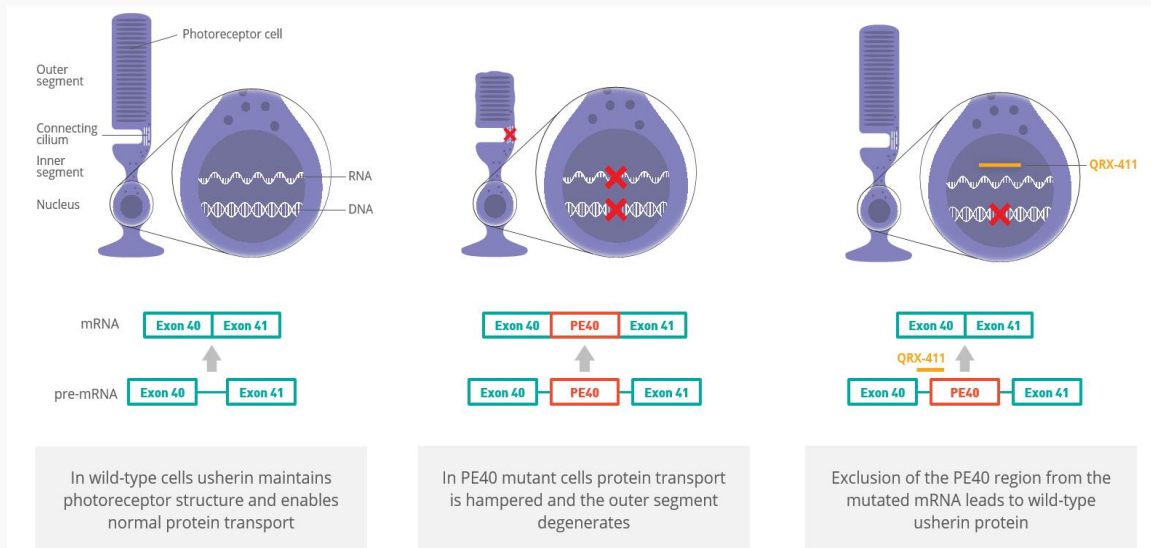 Photoreceptor cell
Outer
segment
Connecting
cilium
Inner
segment
Nucleus
RNA
DNA
QRX-411
mRNA
Exon 40 Exon 41
pre-mRNA
Exon 40 Exon 41
Exon 40 PE40 Exon 41
Exon 40 PE40 Exon 41
Exon 40 Exon 41
QRX-411
Exon 40 PE40 Exon 41
In wild-type cells usherin maintains
photoreceptor structure and enables
normal protein transport
In PE40 mutant cells protein transport
is hampered and the outer segment
degenerates
Exclusion of the PE40 region from the
mutated mRNA leads to wild-type
usherin protein